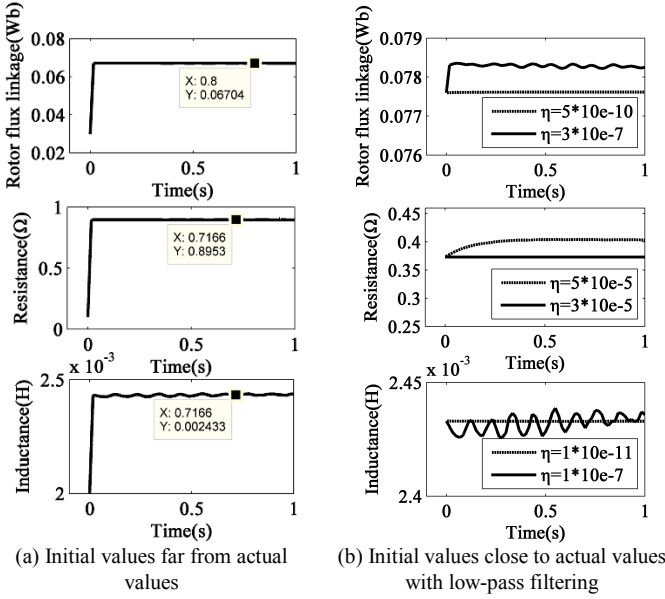 Rotor flux linkage(Wb)
0.08
0.06
0.04
0.02
X: 0.8
Y: 0.06704
0
0.5
1
Time(s)
Resistance(Ω)
1
0.5
0
X: 0.7166
Y: 0.8953
0
0.5
1
Time(s)
x 10⁻³
Inductance(H)
2.5
2
X: 0.7166
Y: 0.002433
0
0.5
1
Time(s)
(a) Initial values far from actual
values
Rotor flux linkage(Wb)
0.079
0.078
0.077
0.076
η=5*10e-10
η=3*10e-7
0
0.5
1
Time(s)
Resistance(Ω)
0.45
0.4
0.35
0.3
0.25
η=5*10e-5
η=3*10e-5
0
0.5
1
Time(s)
x 10⁻³
Inductance(H)
2.45
2.4
η=1*10e-11
η=1*10e-7
0
0.5
1
Time(s)
(b) Initial values close to actual values
with low-pass filtering